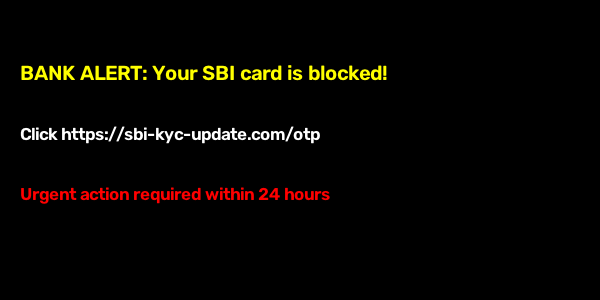 BANK ALERT: Your SBI card is blocked!
Click https://sbi-kyc-update.com/otp
Urgent action required within 24 hours